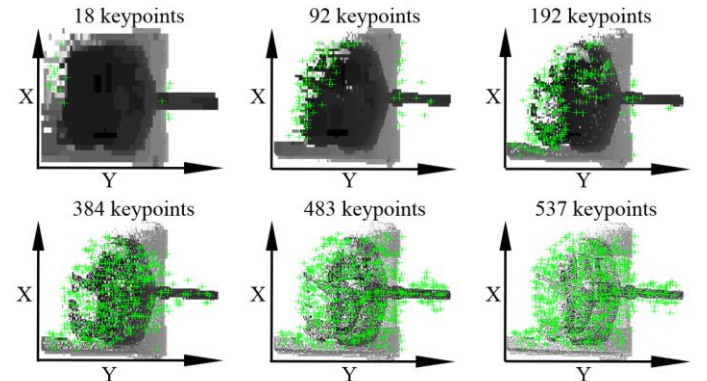 18 keypoints 92 keypoints 192 keypoints
X X X
Y Y Y
384 keypoints 483 keypoints 537 keypoints
X X X
Y Y Y